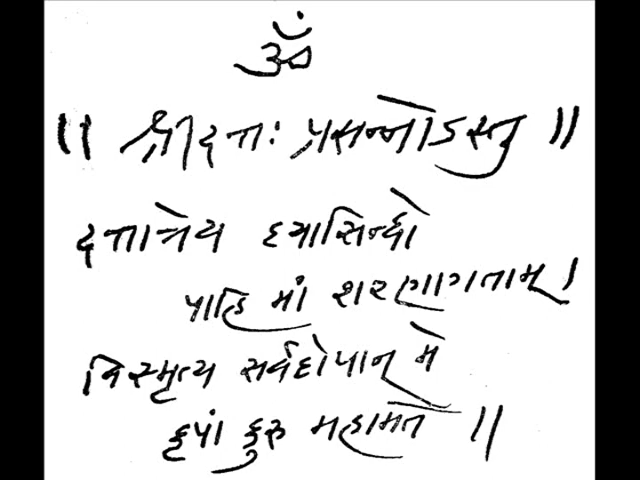 ॐ
॥ श्रीदत्तः प्रसन्नोऽस्तु ॥
दत्तात्रेय दयासिन्धो
पाहि मां शरणागताम् ।
विस्मृत्य सर्वदोषान् मे
कृपां कुरु महामते ॥